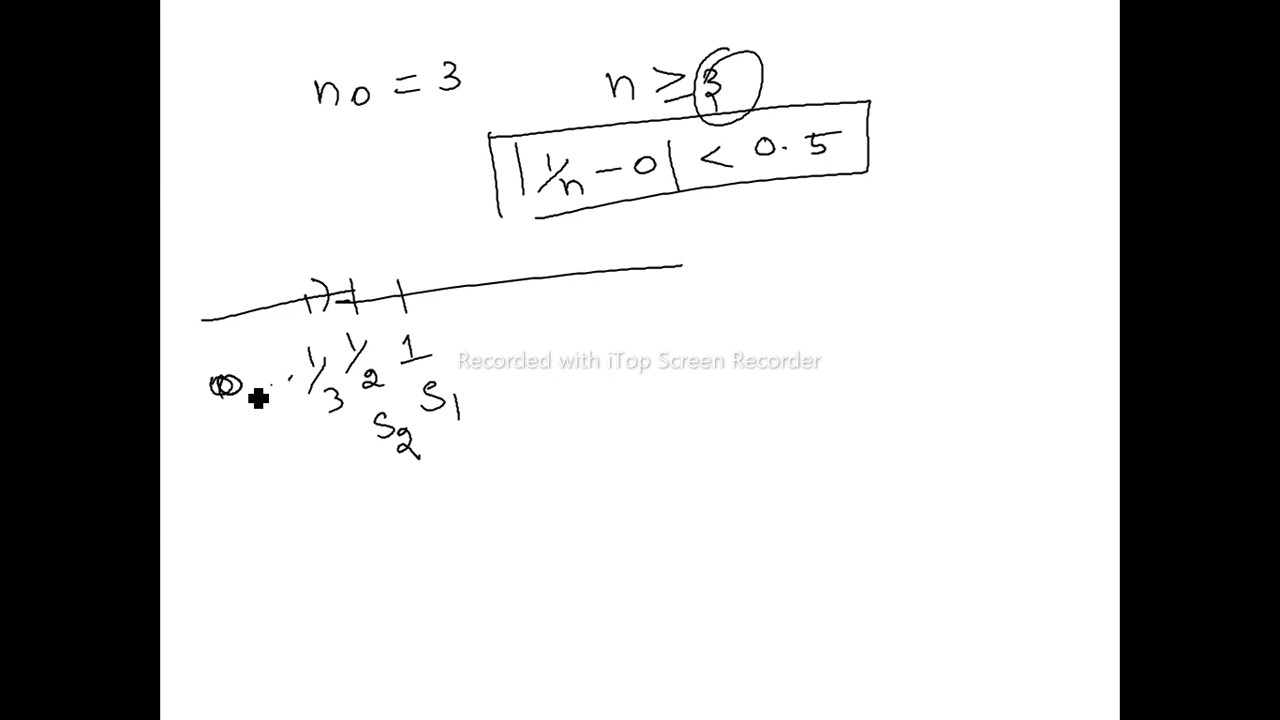 n₀ = 3 n ≥ 3
|1/n - 0| < 0.5
Recorded with iTop Screen Recorder
0 . . 1/3 1/2 1
S₂ S₁